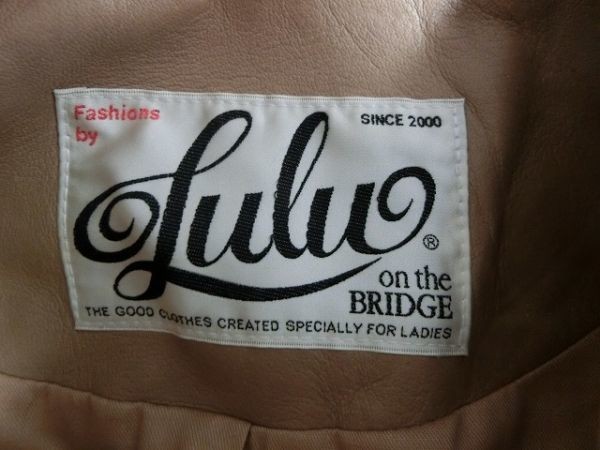 Fashions
by
SINCE 2000
Lulu®
on the
BRIDGE
THE GOOD CLOTHES CREATED SPECIALLY FOR LADIES